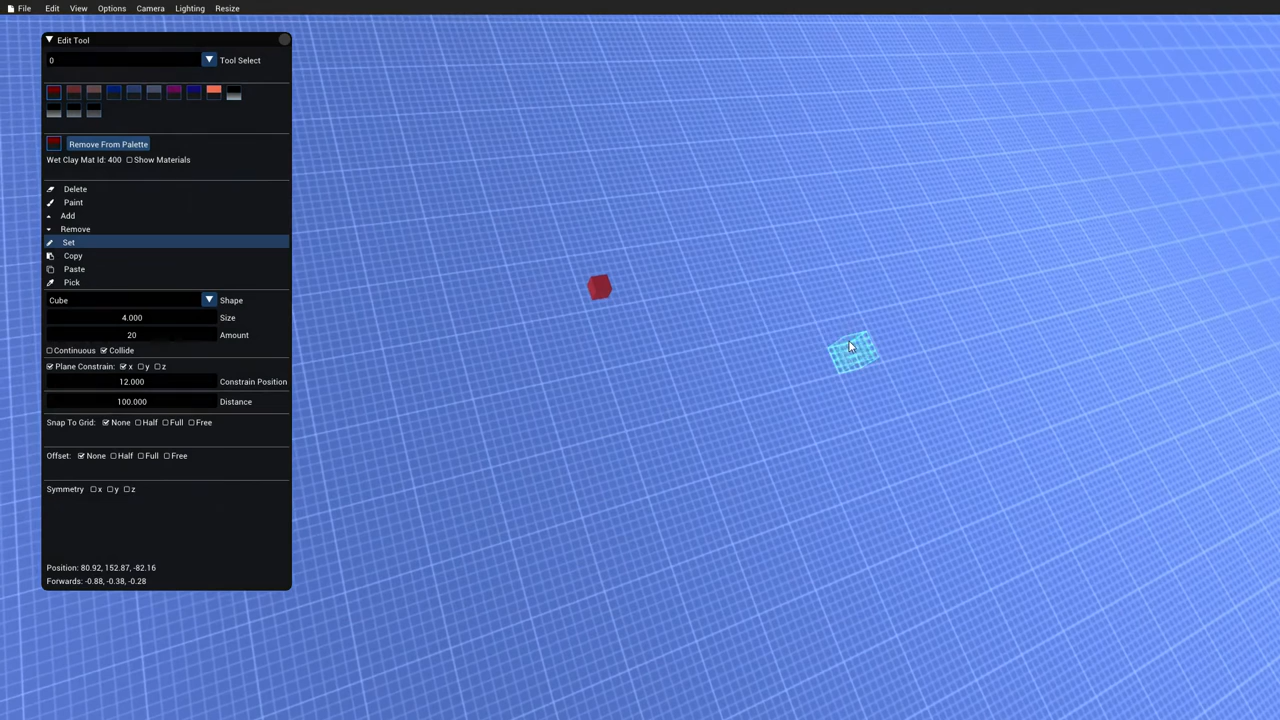 File Edit View Options Camera Lighting Resize
Edit Tool
0 Tool Select
Remove From Palette
Wet Clay Mat Id: 400 Show Materials
Delete
Paint
Add
Remove
Set
Copy
Paste
Pick
Cube Shape
4.000 Size
20 Amount
Continuous Collide
Plane Constrain: x y z
12.000 Constrain Position
100.000 Distance
Snap To Grid: None Half Full Free
Offset: None Half Full Free
Symmetry x y z
Position: 80.92, 152.87, -82.16
Forwards: -0.88, -0.38, -0.28